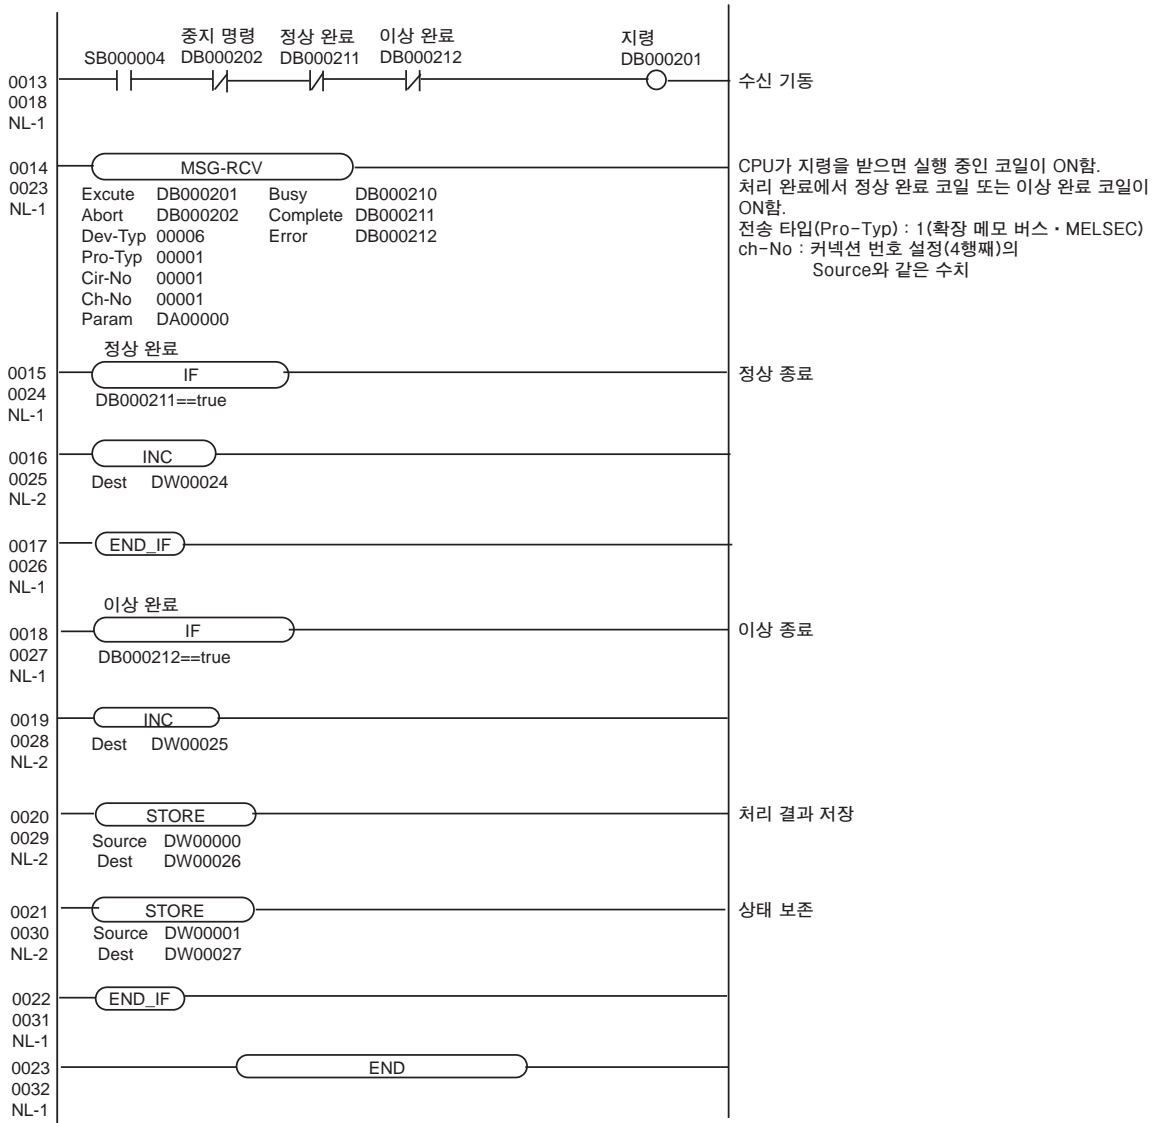 중지 명령 정상 완료 이상 완료 지령
SB000004 DB000202 DB000211 DB000212 DB000201
0013 수신 기동
0018
NL-1
0014 MSG-RCV CPU가 지령을 받으면 실행 중인 코일이 ON함.
0023 Excute DB000201 Busy DB000210 처리 완료에서 정상 완료 코일 또는 이상 완료 코일이
NL-1 Abort DB000202 Complete DB000211 ON함.
Dev-Typ 00006 Error DB000212 전송 타입(Pro-Typ) : 1(확장 메모 버스・MELSEC)
Pro-Typ 00001 ch-No : 커넥션 번호 설정(4행째)의
Cir-No 00001 Source와 같은 수치
Ch-No 00001
Param DA00000
정상 완료
0015 IF 정상 종료
0024 DB000211==true
NL-1
0016 INC
0025 Dest DW00024
NL-2
0017 END_IF
0026
NL-1
이상 완료
0018 IF 이상 종료
0027 DB000212==true
NL-1
0019 INC
0028 Dest DW00025
NL-2
0020 STORE 처리 결과 저장
0029 Source DW00000
NL-2 Dest DW00026
0021 STORE 상태 보존
0030 Source DW00001
NL-2 Dest DW00027
0022 END_IF
0031
NL-1
0023 END
0032
NL-1